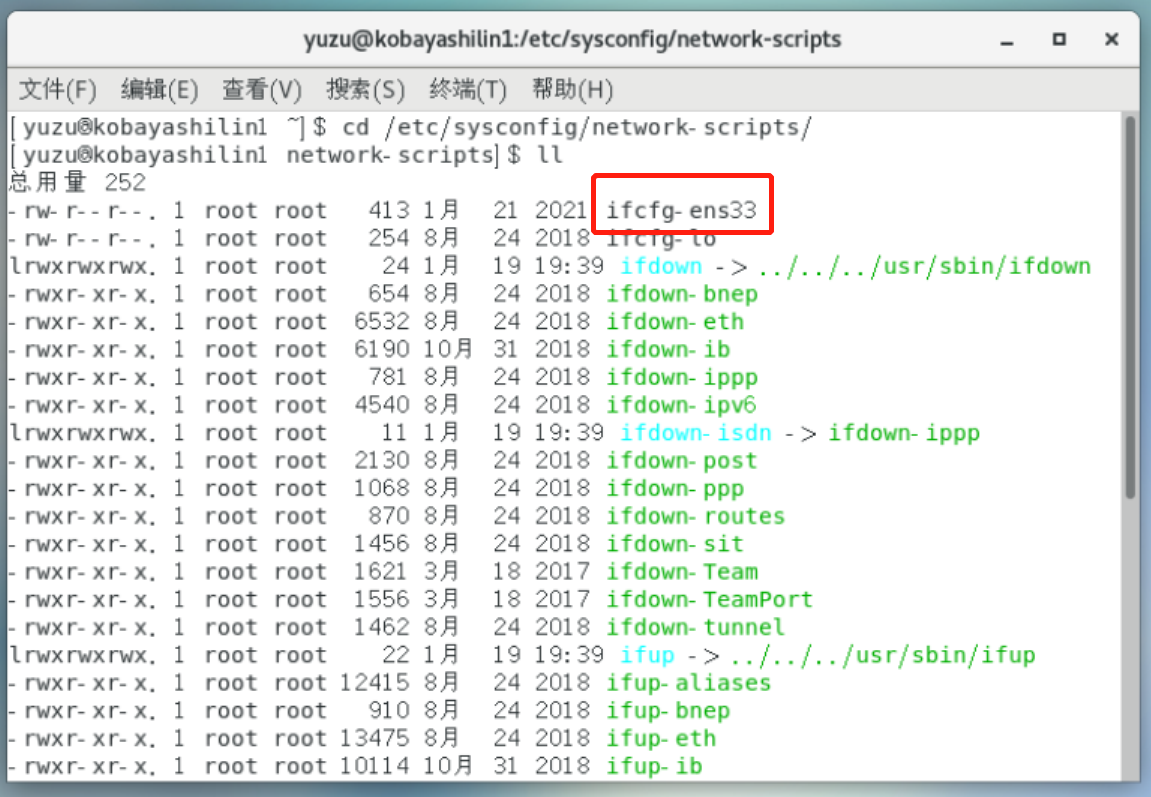 yuzu@kobayashilin1:/etc/sysconfig/network-scripts
文件(F) 编辑(E) 查看(V) 搜索(S) 终端(T) 帮助(H)
[yuzu@kobayashilin1 ~]$ cd /etc/sysconfig/network-scripts/
[yuzu@kobayashilin1 network-scripts]$ ll
总用量 252
-rw-r--r--. 1 root root 413 1月 21 2021 ifcfg-ens33
-rw-r--r--. 1 root root 254 8月 24 2018 ifcfg-lo
lrwxrwxrwx. 1 root root 24 1月 19 19:39 ifdown -> ../../../usr/sbin/ifdown
-rwxr-xr-x. 1 root root 654 8月 24 2018 ifdown-bnep
-rwxr-xr-x. 1 root root 6532 8月 24 2018 ifdown-eth
-rwxr-xr-x. 1 root root 6190 10月 31 2018 ifdown-ib
-rwxr-xr-x. 1 root root 781 8月 24 2018 ifdown-ippp
-rwxr-xr-x. 1 root root 4540 8月 24 2018 ifdown-ipv6
lrwxrwxrwx. 1 root root 11 1月 19 19:39 ifdown-isdn -> ifdown-ippp
-rwxr-xr-x. 1 root root 2130 8月 24 2018 ifdown-post
-rwxr-xr-x. 1 root root 1068 8月 24 2018 ifdown-ppp
-rwxr-xr-x. 1 root root 870 8月 24 2018 ifdown-routes
-rwxr-xr-x. 1 root root 1456 8月 24 2018 ifdown-sit
-rwxr-xr-x. 1 root root 1621 3月 18 2017 ifdown-Team
-rwxr-xr-x. 1 root root 1556 3月 18 2017 ifdown-TeamPort
-rwxr-xr-x. 1 root root 1462 8月 24 2018 ifdown-tunnel
lrwxrwxrwx. 1 root root 22 1月 19 19:39 ifup -> ../../../usr/sbin/ifup
-rwxr-xr-x. 1 root root 12415 8月 24 2018 ifup-aliases
-rwxr-xr-x. 1 root root 910 8月 24 2018 ifup-bnep
-rwxr-xr-x. 1 root root 13475 8月 24 2018 ifup-eth
-rwxr-xr-x. 1 root root 10114 10月 31 2018 ifup-ib